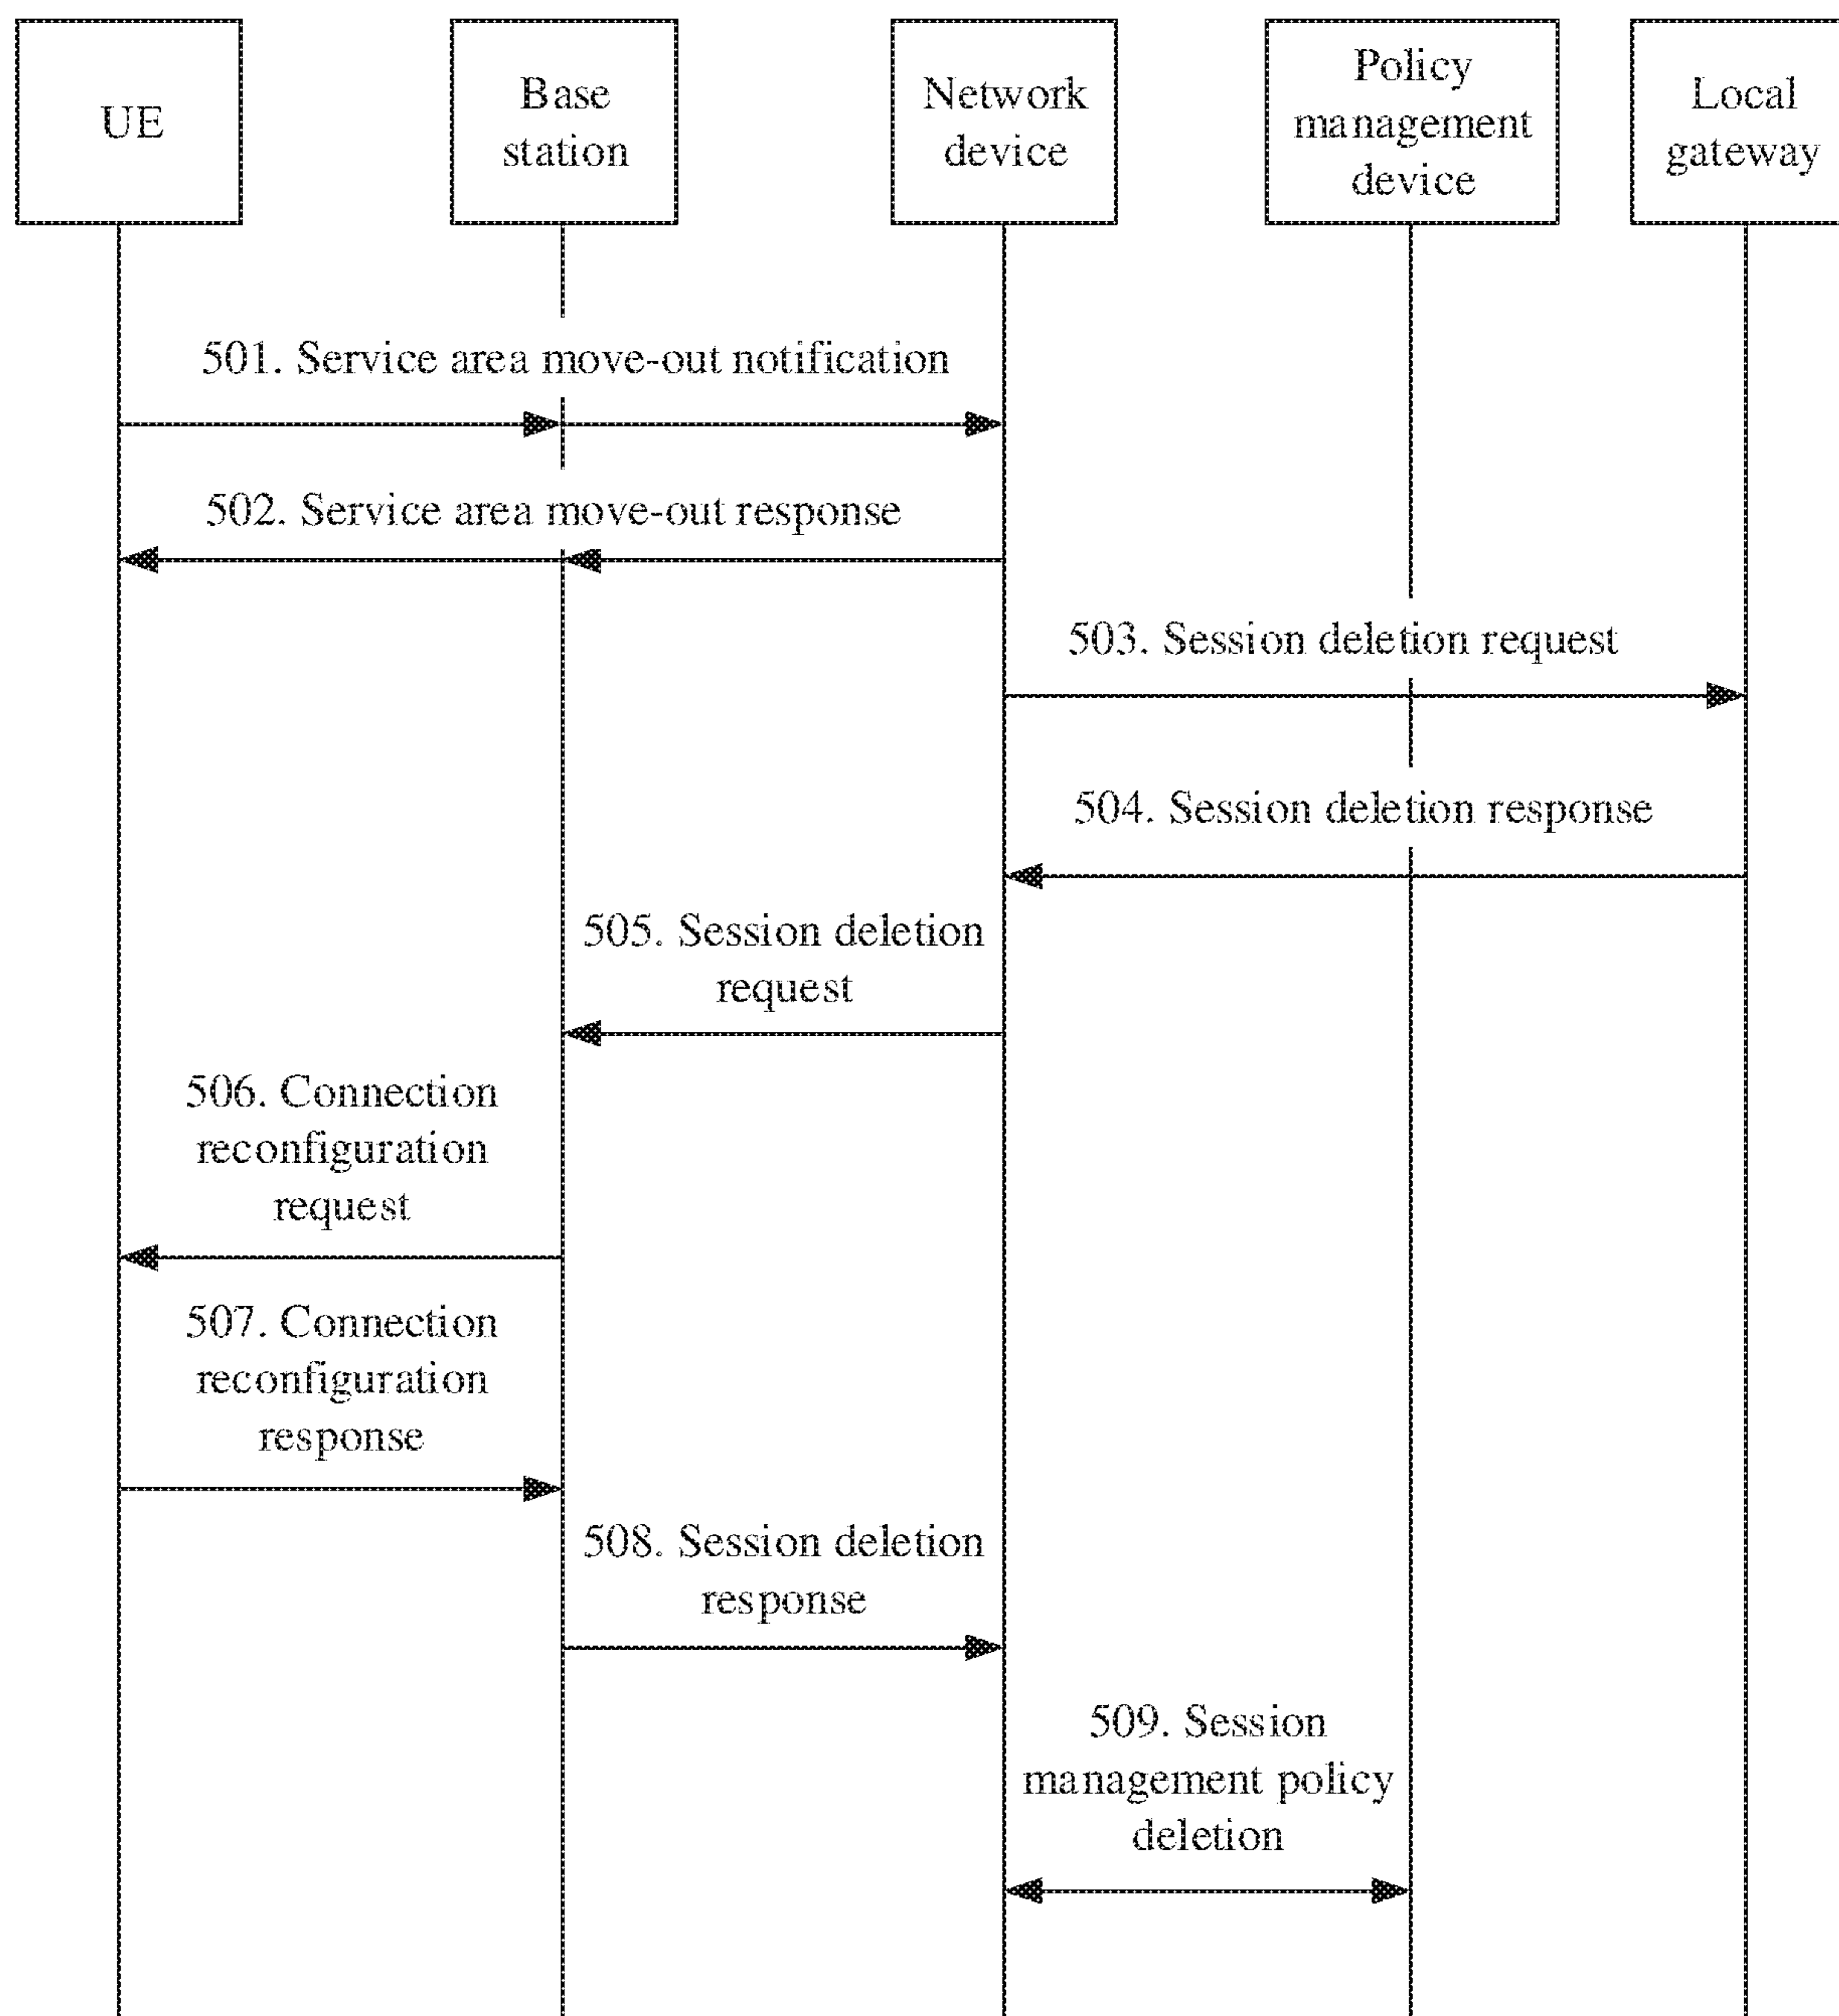 UE
Base
station
Network
device
Policy
management
device
Local
gateway
501. Service area move-out notification
502. Service area move-out response
503. Session deletion request
504. Session deletion response
505. Session deletion
request
506. Connection
reconfiguration
request
507. Connection
reconfiguration
response
508. Session deletion
response
509. Session
management policy
deletion